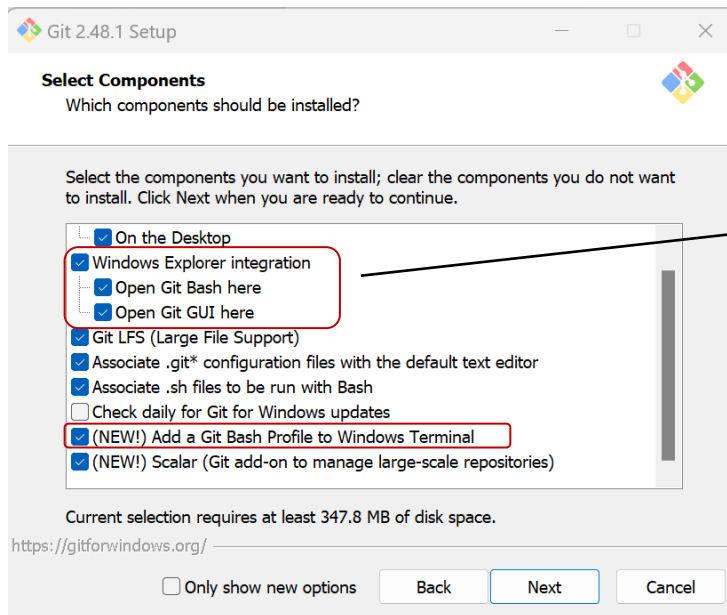 Git 2.48.1 Setup
Select Components
Which components should be installed?
Select the components you want to install; clear the components you do not want
to install. Click Next when you are ready to continue.
On the Desktop
Windows Explorer integration
Open Git Bash here
Open Git GUI here
Git LFS (Large File Support)
Associate .git* configuration files with the default text editor
Associate .sh files to be run with Bash
Check daily for Git for Windows updates
(NEW!) Add a Git Bash Profile to Windows Terminal
(NEW!) Scalar (Git add-on to manage large-scale repositories)
Current selection requires at least 347.8 MB of disk space.
https://gitforwindows.org/
Only show new options
Back
Next
Cancel